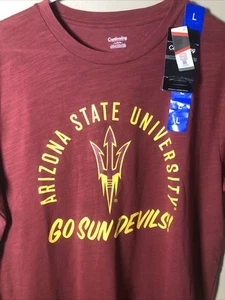 L
ARIZONA STATE UNIVERSITY
GO SUN DEVILS!
L